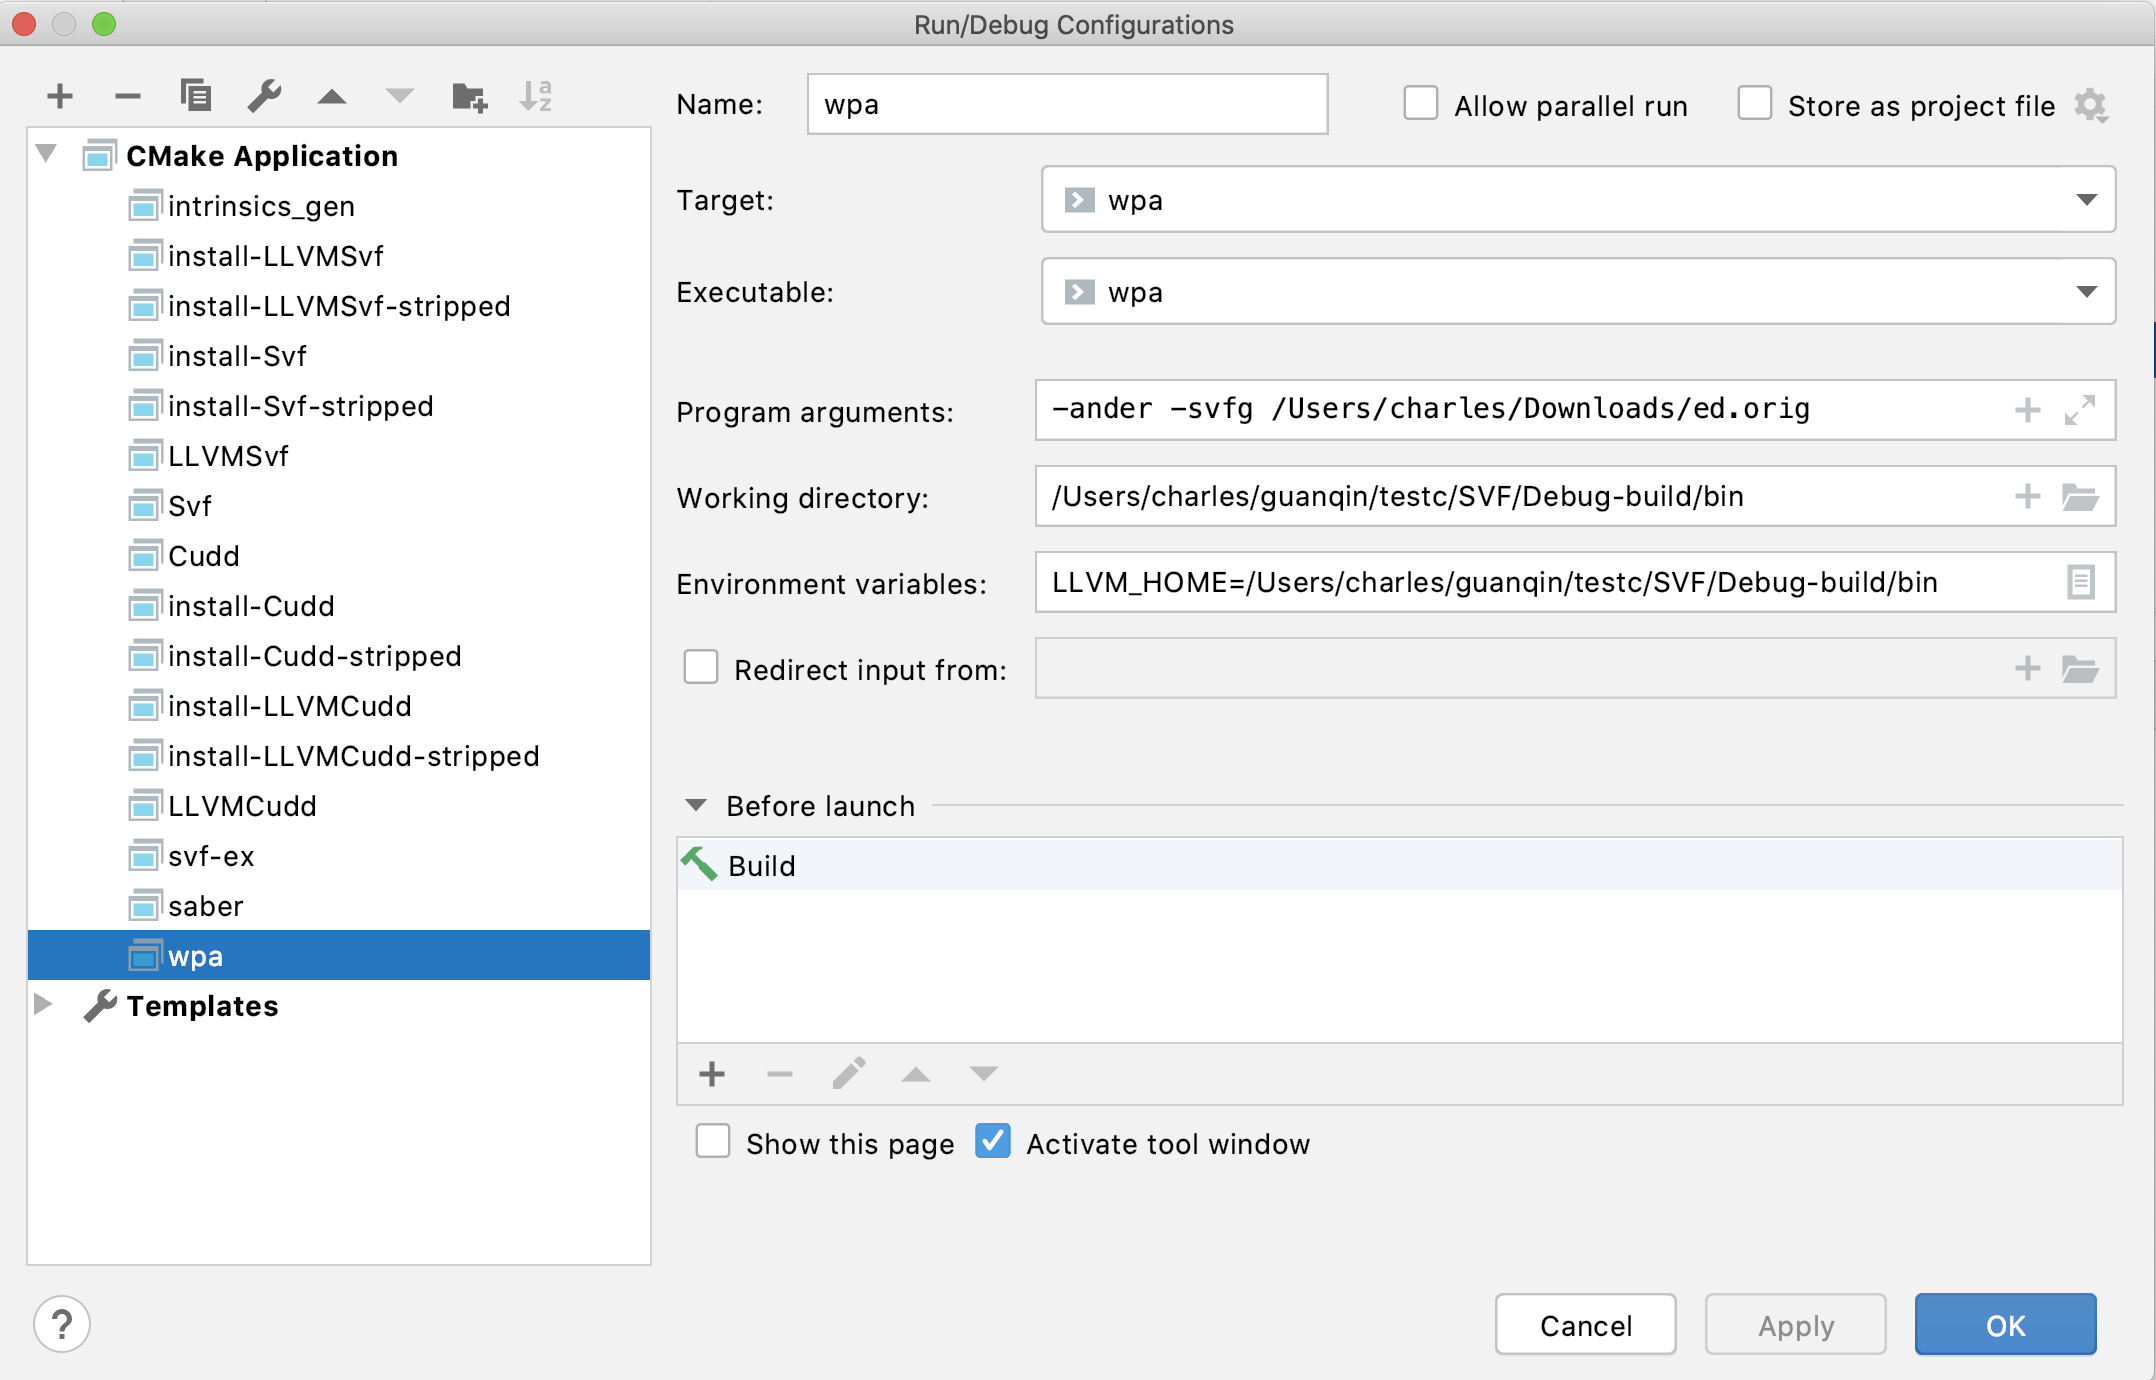 Run/Debug Configurations
CMake Application
intrinsics_gen
install-LLVMSvf
install-LLVMSvf-stripped
install-Svf
install-Svf-stripped
LLVMSvf
Svf
Cudd
install-Cudd
install-Cudd-stripped
install-LLVMCudd
install-LLVMCudd-stripped
LLVMCudd
svf-ex
saber
wpa
Templates
Name: wpa
Allow parallel run
Store as project file
Target: wpa
Executable: wpa
Program arguments: -ander -svfg /Users/charles/Downloads/ed.orig
Working directory: /Users/charles/guanqin/testc/SVF/Debug-build/bin
Environment variables: LLVM_HOME=/Users/charles/guanqin/testc/SVF/Debug-build/bin
Redirect input from:
Before launch
Build
Show this page
Activate tool window
?
Cancel
Apply
OK